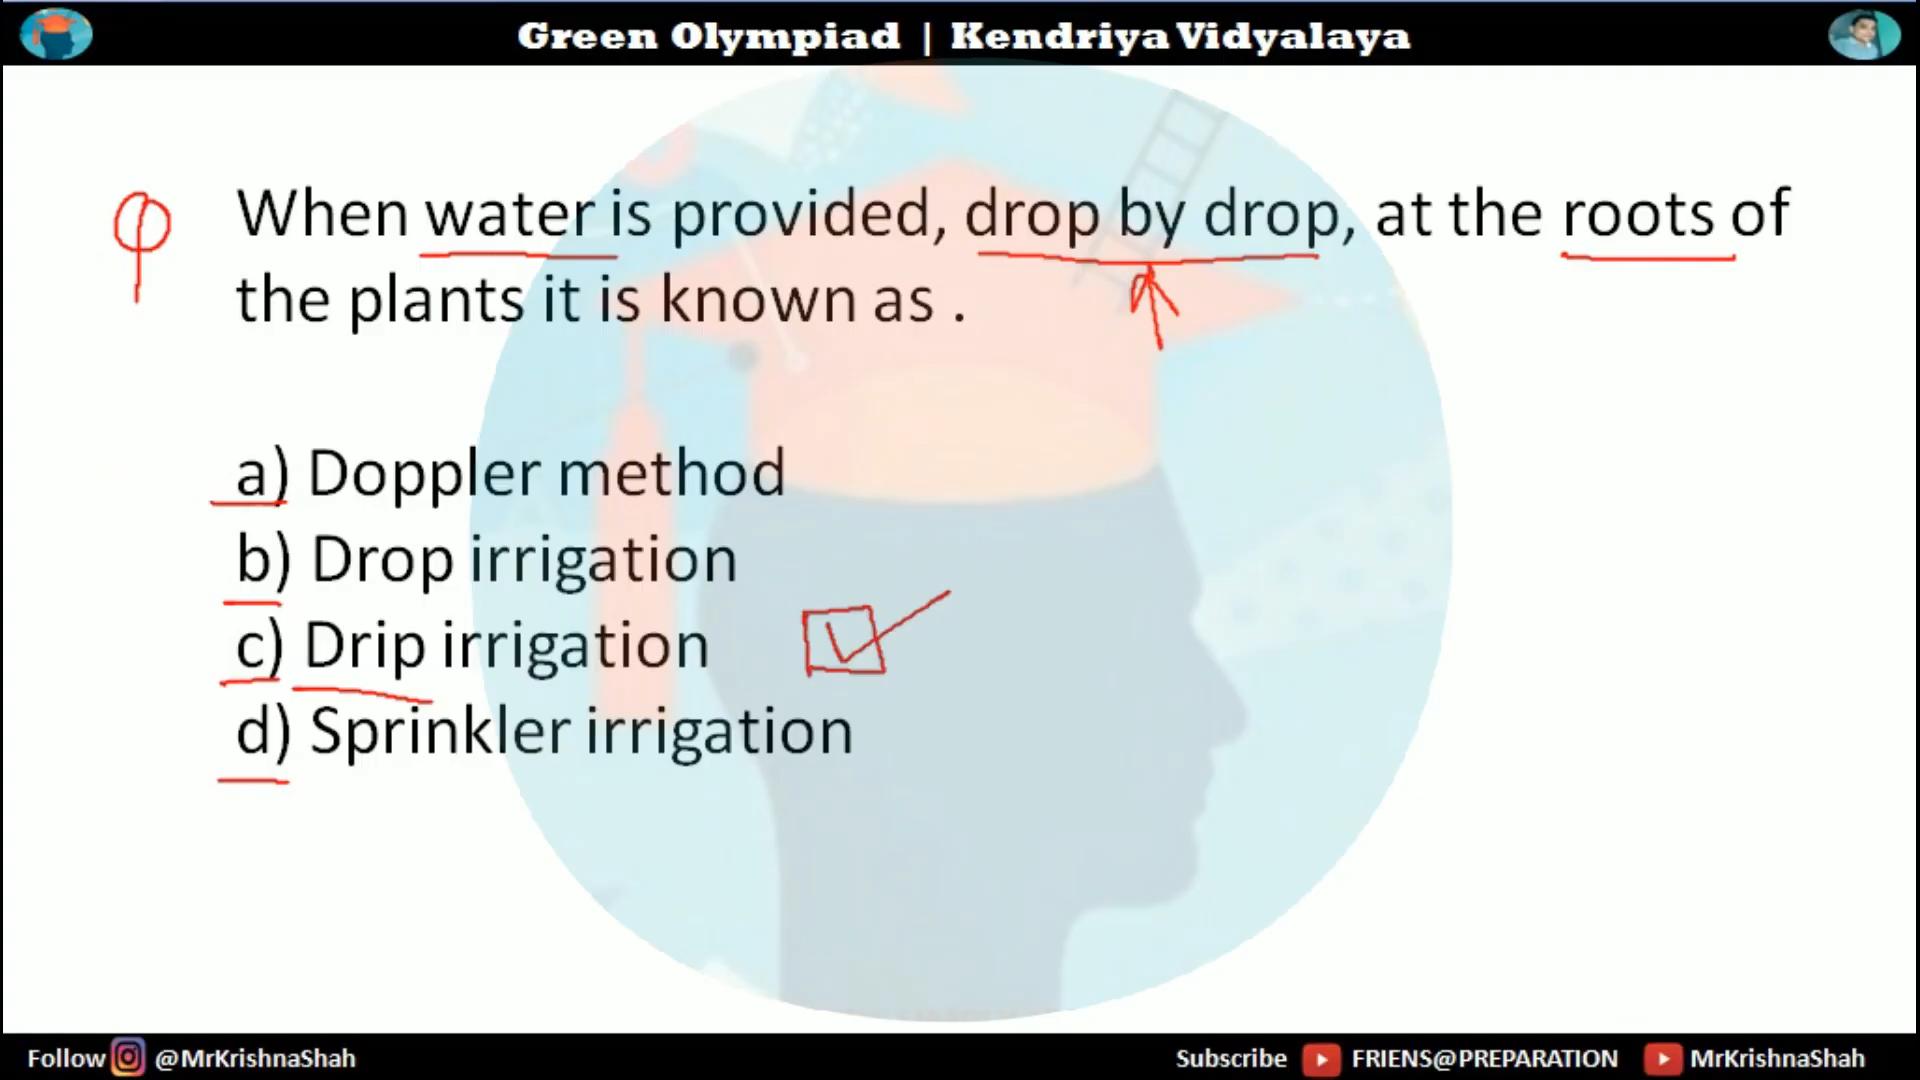 Green Olympiad | Kendriya Vidyalaya
When water is provided, drop by drop, at the roots of
the plants it is known as .
a) Doppler method
b) Drop irrigation
c) Drip irrigation
d) Sprinkler irrigation
Follow @MrKrishnaShah Subscribe FRIENS@PREPARATION MrKrishnaShah